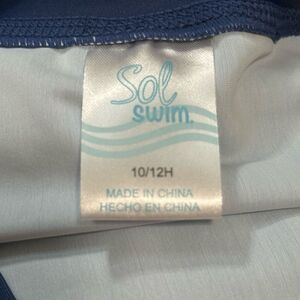 Sol
swim.
10/12H
MADE IN CHINA
HECHO EN CHINA